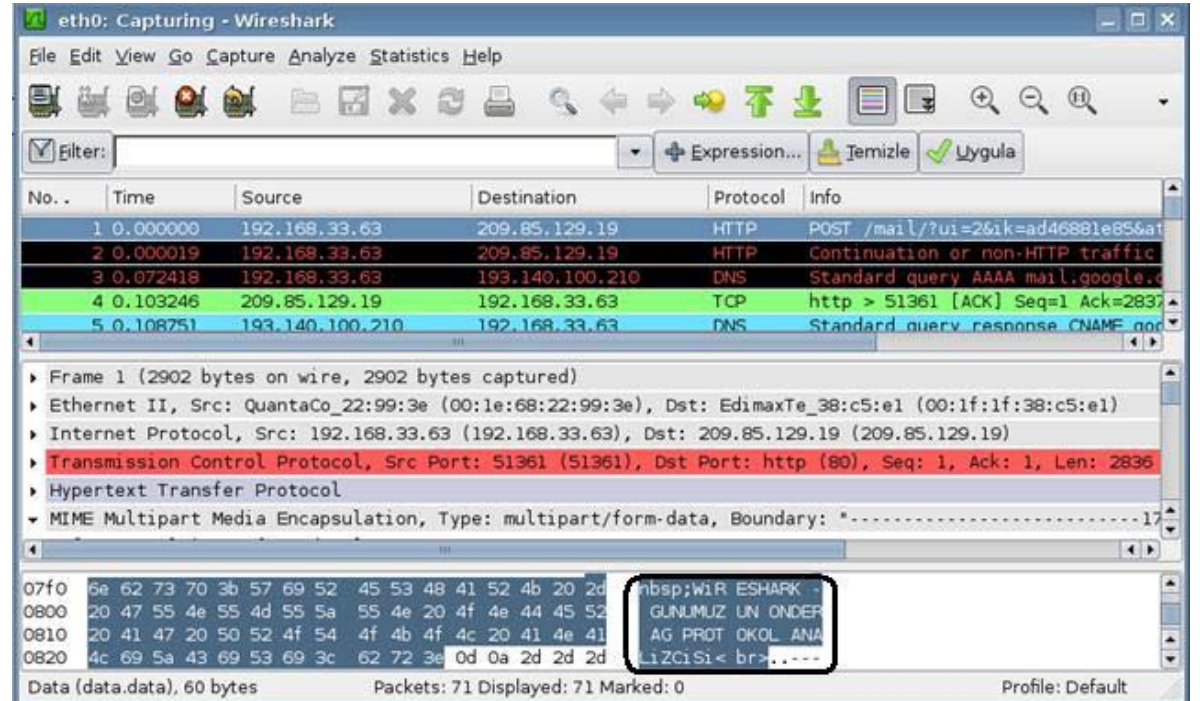 eth0: Capturing - Wireshark
File Edit View Go Capture Analyze Statistics Help
Filter: Expression... Temizle Uygula
No. . Time Source Destination Protocol Info
1 0.000000 192.168.33.63 209.85.129.19 HTTP POST /mail/?ui=2&ik=ad46881e85&at
2 0.000019 192.168.33.63 209.85.129.19 HTTP Continuation or non-HTTP traffic
3 0.072418 192.168.33.63 193.140.100.210 DNS Standard query AAAA mail.google.c
4 0.103246 209.85.129.19 192.168.33.63 TCP http > 51361 [ACK] Seq=1 Ack=2837
5 0.108751 193.140.100.210 192.168.33.63 DNS Standard query response CNAME goo
Frame 1 (2902 bytes on wire, 2902 bytes captured)
Ethernet II, Src: QuantaCo_22:99:3e (00:1e:68:22:99:3e), Dst: EdimaxTe_38:c5:e1 (00:1f:1f:38:c5:e1)
Internet Protocol, Src: 192.168.33.63 (192.168.33.63), Dst: 209.85.129.19 (209.85.129.19)
Transmission Control Protocol, Src Port: 51361 (51361), Dst Port: http (80), Seq: 1, Ack: 1, Len: 2836
Hypertext Transfer Protocol
MIME Multipart Media Encapsulation, Type: multipart/form-data, Boundary: "---------------------------17
07f0 6e 62 73 70 3b 57 69 52 45 53 48 41 52 4b 20 2d nbsp;WiR ESHARK -
0800 20 47 55 4e 55 4d 55 5a 55 4e 20 4f 4e 44 45 52 GUNUMUZ UN ONDER
0810 20 41 47 20 50 52 4f 54 4f 4b 4f 4c 20 41 4e 41 AG PROT OKOL ANA
0820 4c 69 5a 43 69 53 69 3c 62 72 3e 0d 0a 2d 2d 2d LiZCiSi< br>..---
Data (data.data), 60 bytes Packets: 71 Displayed: 71 Marked: 0 Profile: Default